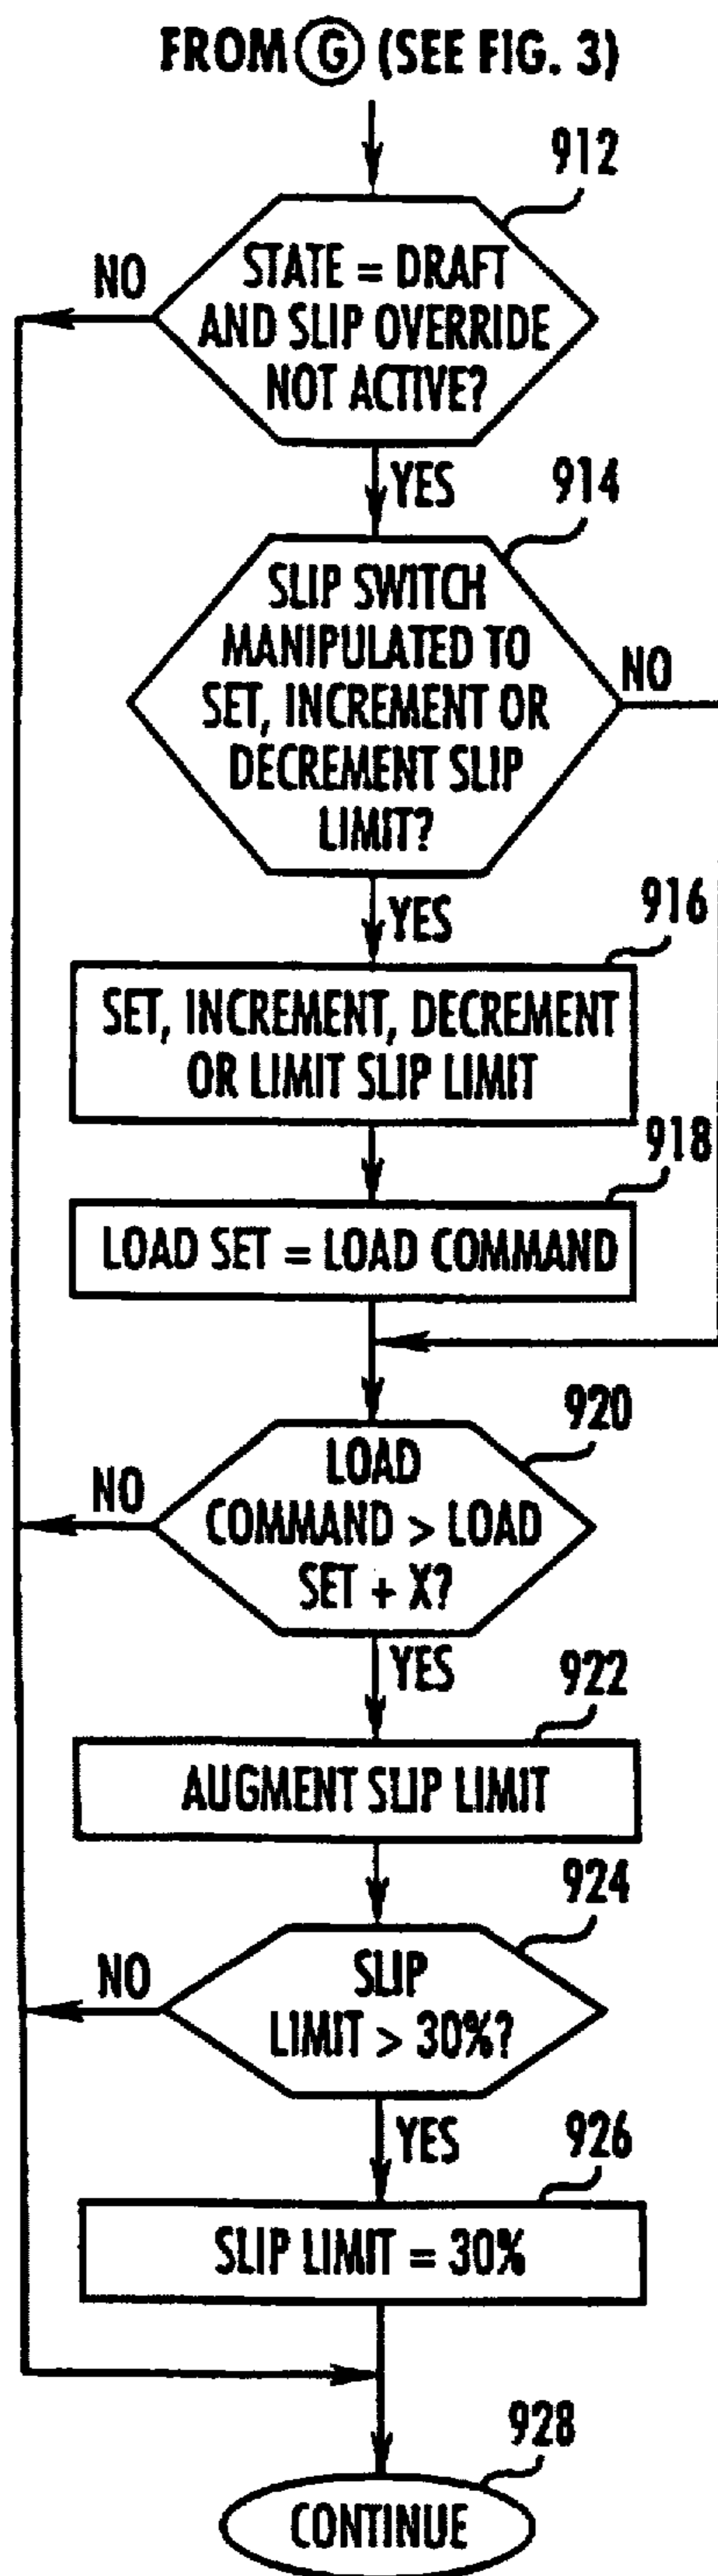 FROM G (SEE FIG. 3)
912
STATE = DRAFT
AND SLIP OVERRIDE
NOT ACTIVE?
NO
YES
914
SLIP SWITCH
MANIPULATED TO
SET, INCREMENT OR
DECREMENT SLIP
LIMIT?
NO
YES
916
SET, INCREMENT, DECREMENT
OR LIMIT SLIP LIMIT
918
LOAD SET = LOAD COMMAND
920
LOAD
COMMAND > LOAD
SET + X?
NO
YES
922
AUGMENT SLIP LIMIT
924
SLIP
LIMIT > 30%?
NO
YES
926
SLIP LIMIT = 30%
928
CONTINUE